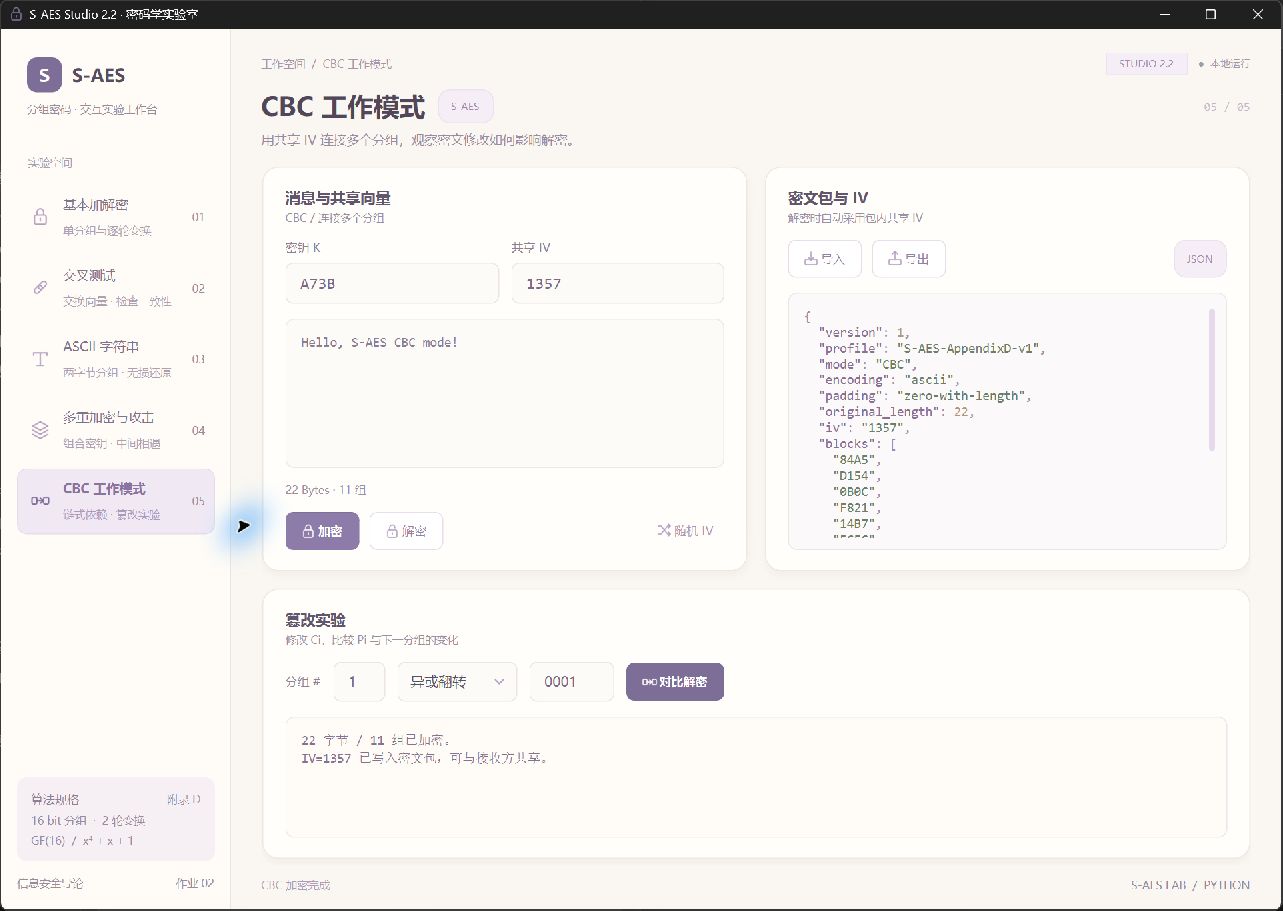 S-AES Studio 2.2 · 密码学实验室
S
S-AES
分组密码 · 交互实验工作台
实验空间
基本加解密
单分组与逐轮变换
01
交叉测试
交换向量 · 检查一致性
02
ASCII 字符串
两字节分组 · 无损还原
03
多重加密与攻击
组合密钥 · 中间相遇
04
CBC 工作模式
链式依赖 · 篡改实验
05
算法规格
附录 D
16 bit 分组 · 2 轮变换
GF(16) / x⁴ + x + 1
信息安全导论
作业 02
工作空间 / CBC 工作模式
STUDIO 2.2
本地运行
CBC 工作模式
S-AES
05 / 05
用共享 IV 连接多个分组，观察密文修改如何影响解密。
消息与共享向量
CBC / 连接多个分组
密钥 K
共享 IV
A73B
1357
Hello, S-AES CBC mode!
22 Bytes · 11 组
加密
解密
随机 IV
密文包与 IV
解密时自动采用包内共享 IV
导入
导出
JSON
{
"version": 1,
"profile": "S-AES-AppendixD-v1",
"mode": "CBC",
"encoding": "ascii",
"padding": "zero-with-length",
"original_length": 22,
"iv": "1357",
"blocks": [
"84A5",
"D154",
"0B0C",
"F821",
"14B7",
篡改实验
修改 Ci，比较 Pi 与下一分组的变化
分组 #
1
异或翻转
0001
对比解密
22 字节 / 11 组已加密。
IV=1357 已写入密文包，可与接收方共享。
CBC 加密完成
S-AES LAB / PYTHON